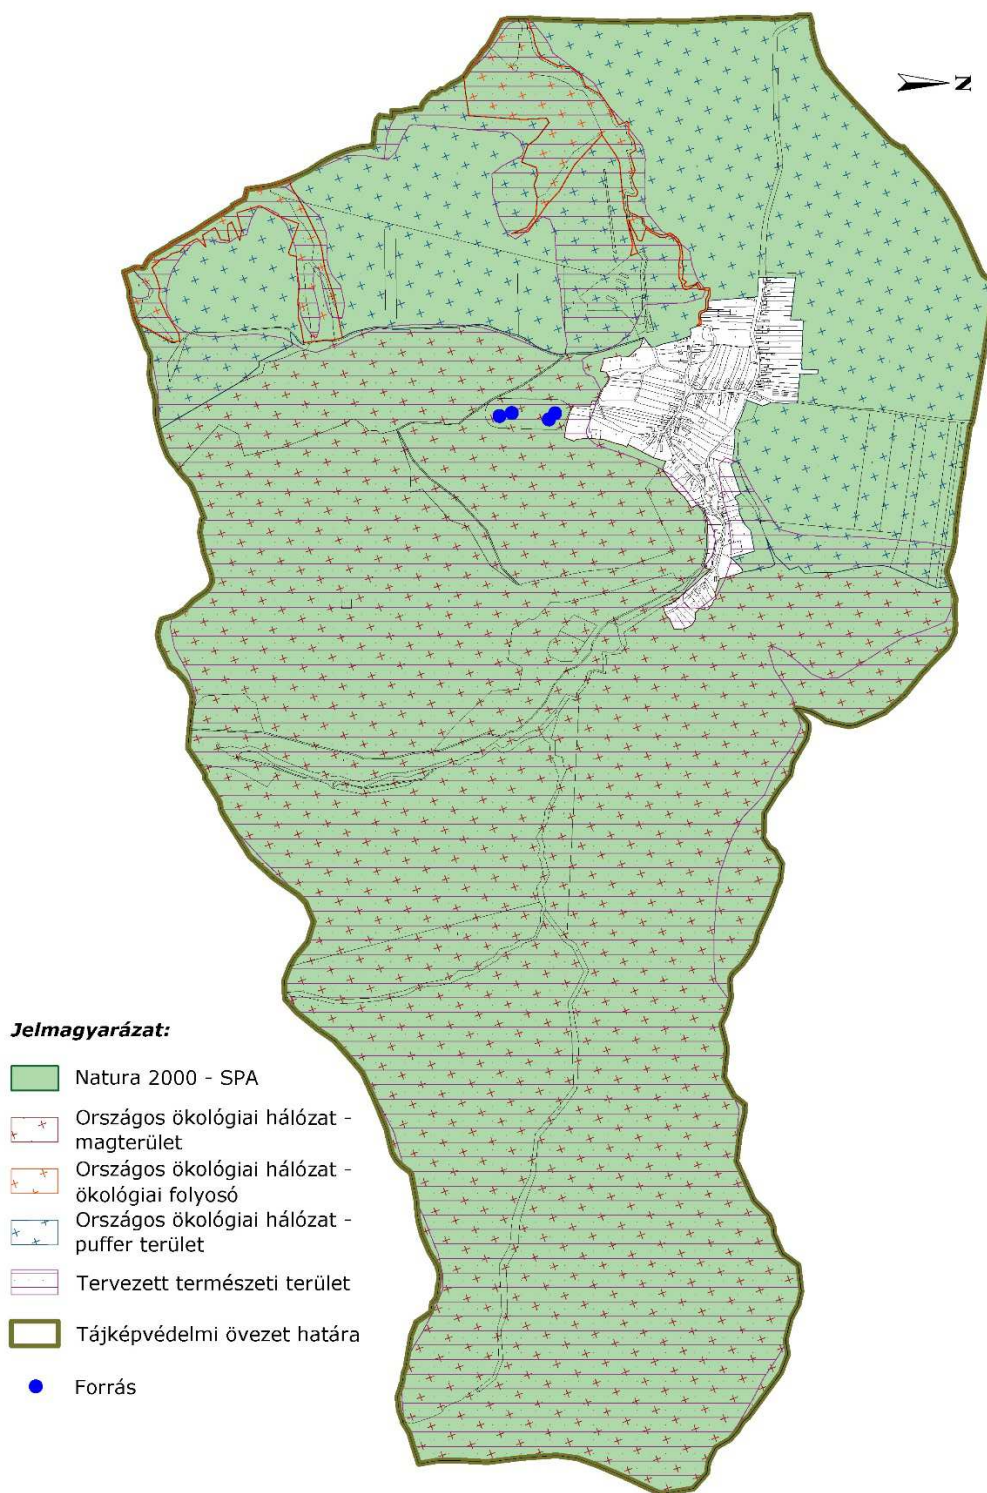 N
Jelmagyarázat:
Natura 2000 - SPA
Országos ökológiai hálózat -
magterület
Országos ökológiai hálózat -
ökológiai folyosó
Országos ökológiai hálózat -
puffer terület
Tervezett természeti terület
Tájképvédelmi övezet határa
Forrás